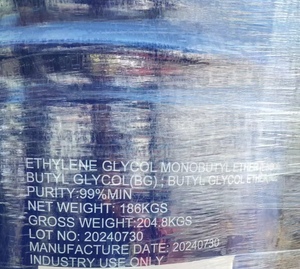 ETHYLENE GLYCOL MONOBUTYL ETHER
BUTYL GLYCOL(BG) : BUTYL GLYCOL
PURITY:99%MIN
NET WEIGHT: 186KGS
GROSS WEIGHT:204.8KGS
LOT NO: 20240730
MANUFACTURE DATE: 20240730
INDUSTRY USE ONLY